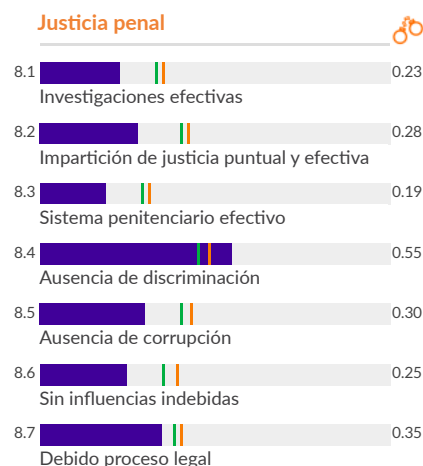 Justicia penal
8.1 0.23
Investigaciones efectivas
8.2 0.28
Impartición de justicia puntual y efectiva
8.3 0.19
Sistema penitenciario efectivo
8.4 0.55
Ausencia de discriminación
8.5 0.30
Ausencia de corrupción
8.6 0.25
Sin influencias indebidas
8.7 0.35
Debido proceso legal